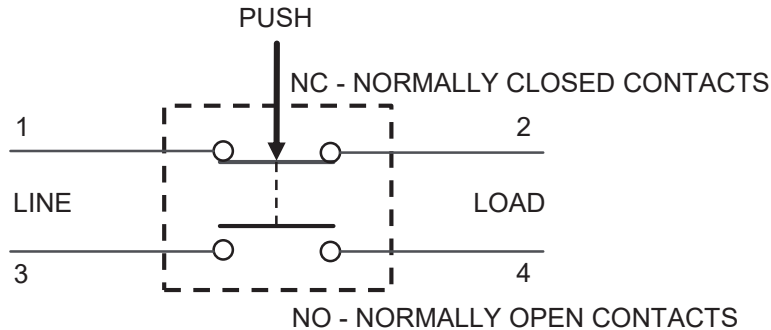 PUSH
NC - NORMALLY CLOSED CONTACTS
1
2
LINE
LOAD
3
4
NO - NORMALLY OPEN CONTACTS